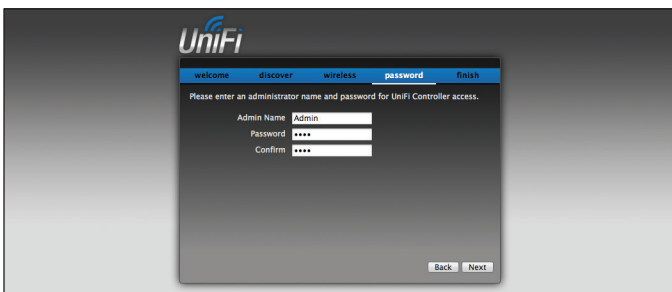 UniFi
welcome discover wireless password finish
Please enter an administrator name and password for UniFi Controller access.
Admin Name Admin
Password ••••
Confirm ••••
Back Next